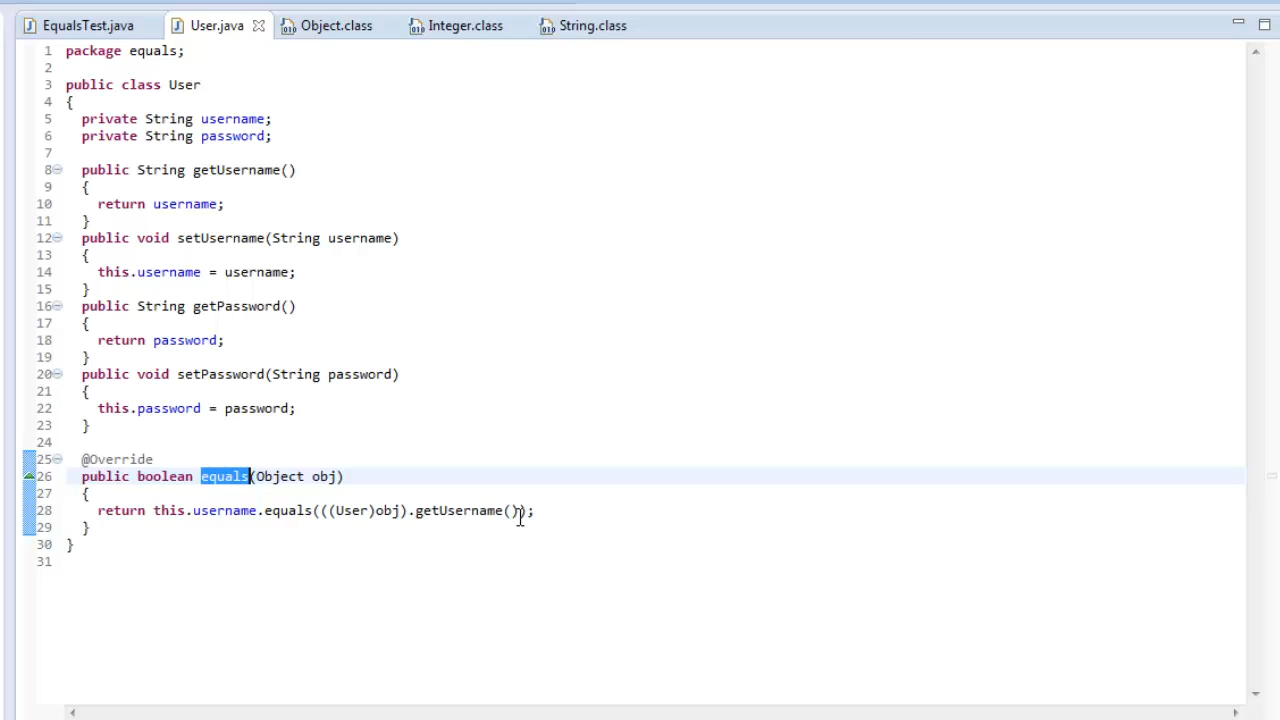 EqualsTest.java User.java Object.class Integer.class String.class
1 package equals;
2
3 public class User
4 {
5 private String username;
6 private String password;
7
8 public String getUsername()
9 {
10 return username;
11 }
12 public void setUsername(String username)
13 {
14 this.username = username;
15 }
16 public String getPassword()
17 {
18 return password;
19 }
20 public void setPassword(String password)
21 {
22 this.password = password;
23 }
24
25 @Override
26 public boolean equals(Object obj)
27 {
28 return this.username.equals(((User)obj).getUsername());
29 }
30 }
31